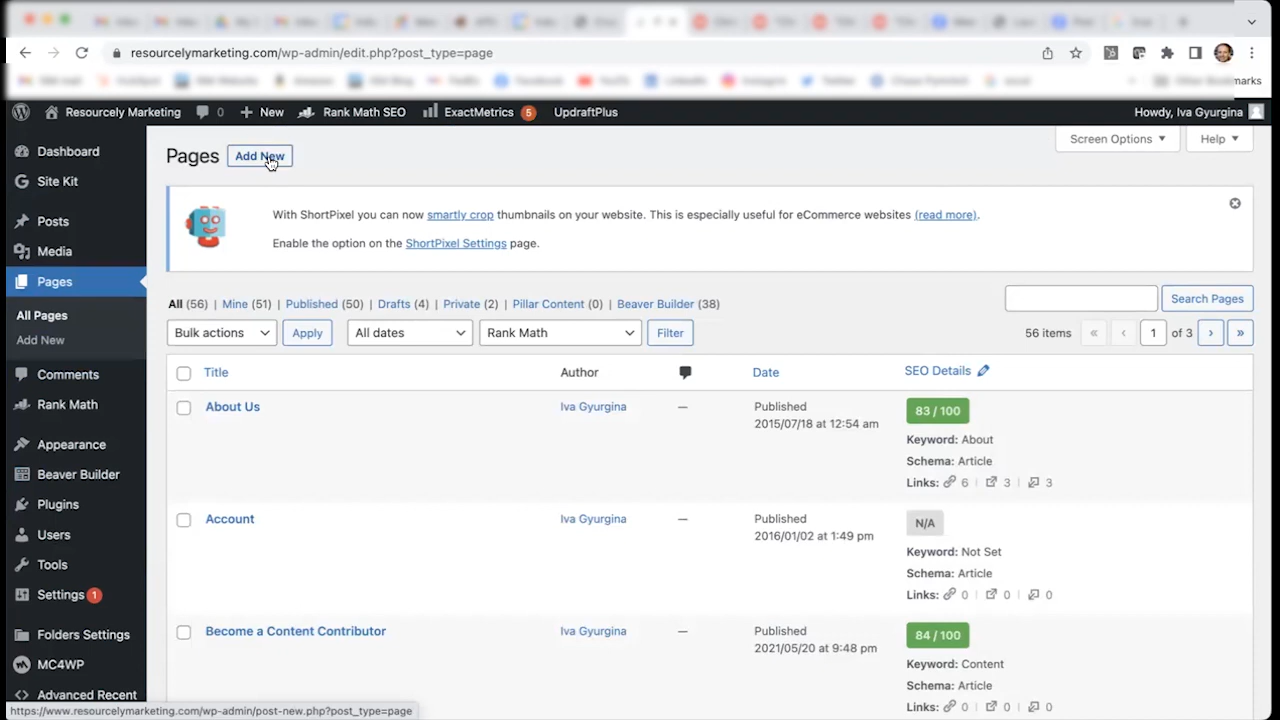 resourcelymarketing.com/wp-admin/edit.php?post_type=page
Resourcely Marketing 0 New Rank Math SEO ExactMetrics 5 UpdraftPlus Howdy, Iva Gyurgina
Dashboard
Site Kit
Posts
Media
Pages
All Pages
Add New
Comments
Rank Math
Appearance
Beaver Builder
Plugins
Users
Tools
Settings 1
Folders Settings
MC4WP
Advanced Recent
Pages Add New
Screen Options Help
With ShortPixel you can now smartly crop thumbnails on your website. This is especially useful for eCommerce websites (read more).
Enable the option on the ShortPixel Settings page.
All (56) | Mine (51) | Published (50) | Drafts (4) | Private (2) | Pillar Content (0) | Beaver Builder (38)
Search Pages
Bulk actions Apply All dates Rank Math Filter
56 items « ‹ 1 of 3 › »
Title Author Date SEO Details
About Us Iva Gyurgina — Published
2015/07/18 at 12:54 am
83 / 100
Keyword: About
Schema: Article
Links: 6 | 3 | 3
Account Iva Gyurgina — Published
2016/01/02 at 1:49 pm
N/A
Keyword: Not Set
Schema: Article
Links: 0 | 0 | 0
Become a Content Contributor Iva Gyurgina — Published
2021/05/20 at 9:48 pm
84 / 100
Keyword: Content
Schema: Article
Links: 0 | 0 | 0
https://www.resourcelymarketing.com/wp-admin/post-new.php?post_type=page